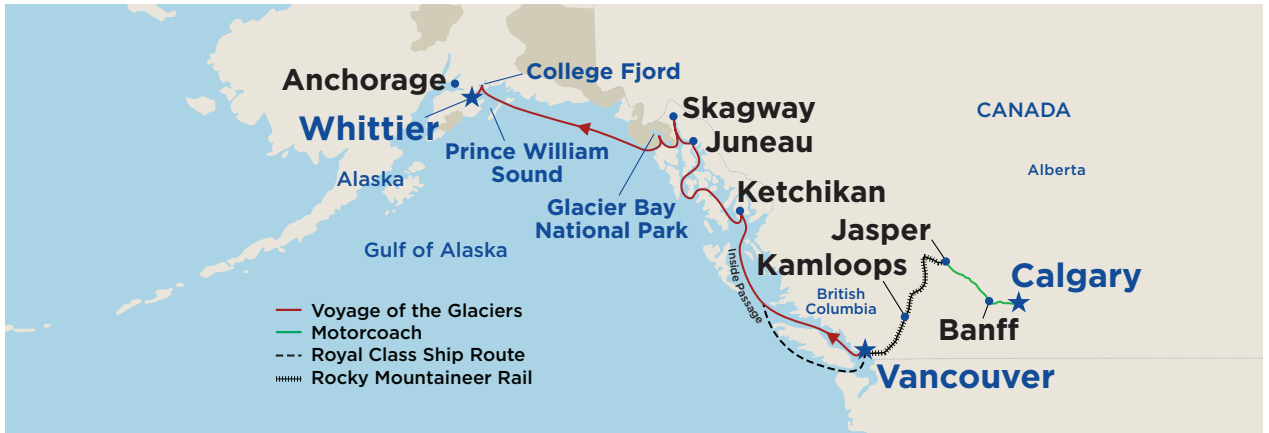 College Fjord
Anchorage
Whittier
Skagway
CANADA
Juneau
Prince William
Sound
Alaska
Alberta
Ketchikan
Glacier Bay
National Park
Jasper
Gulf of Alaska
Inside Passage
Kamloops
Calgary
British
Columbia
Banff
Vancouver
Voyage of the Glaciers
Motorcoach
Royal Class Ship Route
Rocky Mountaineer Rail